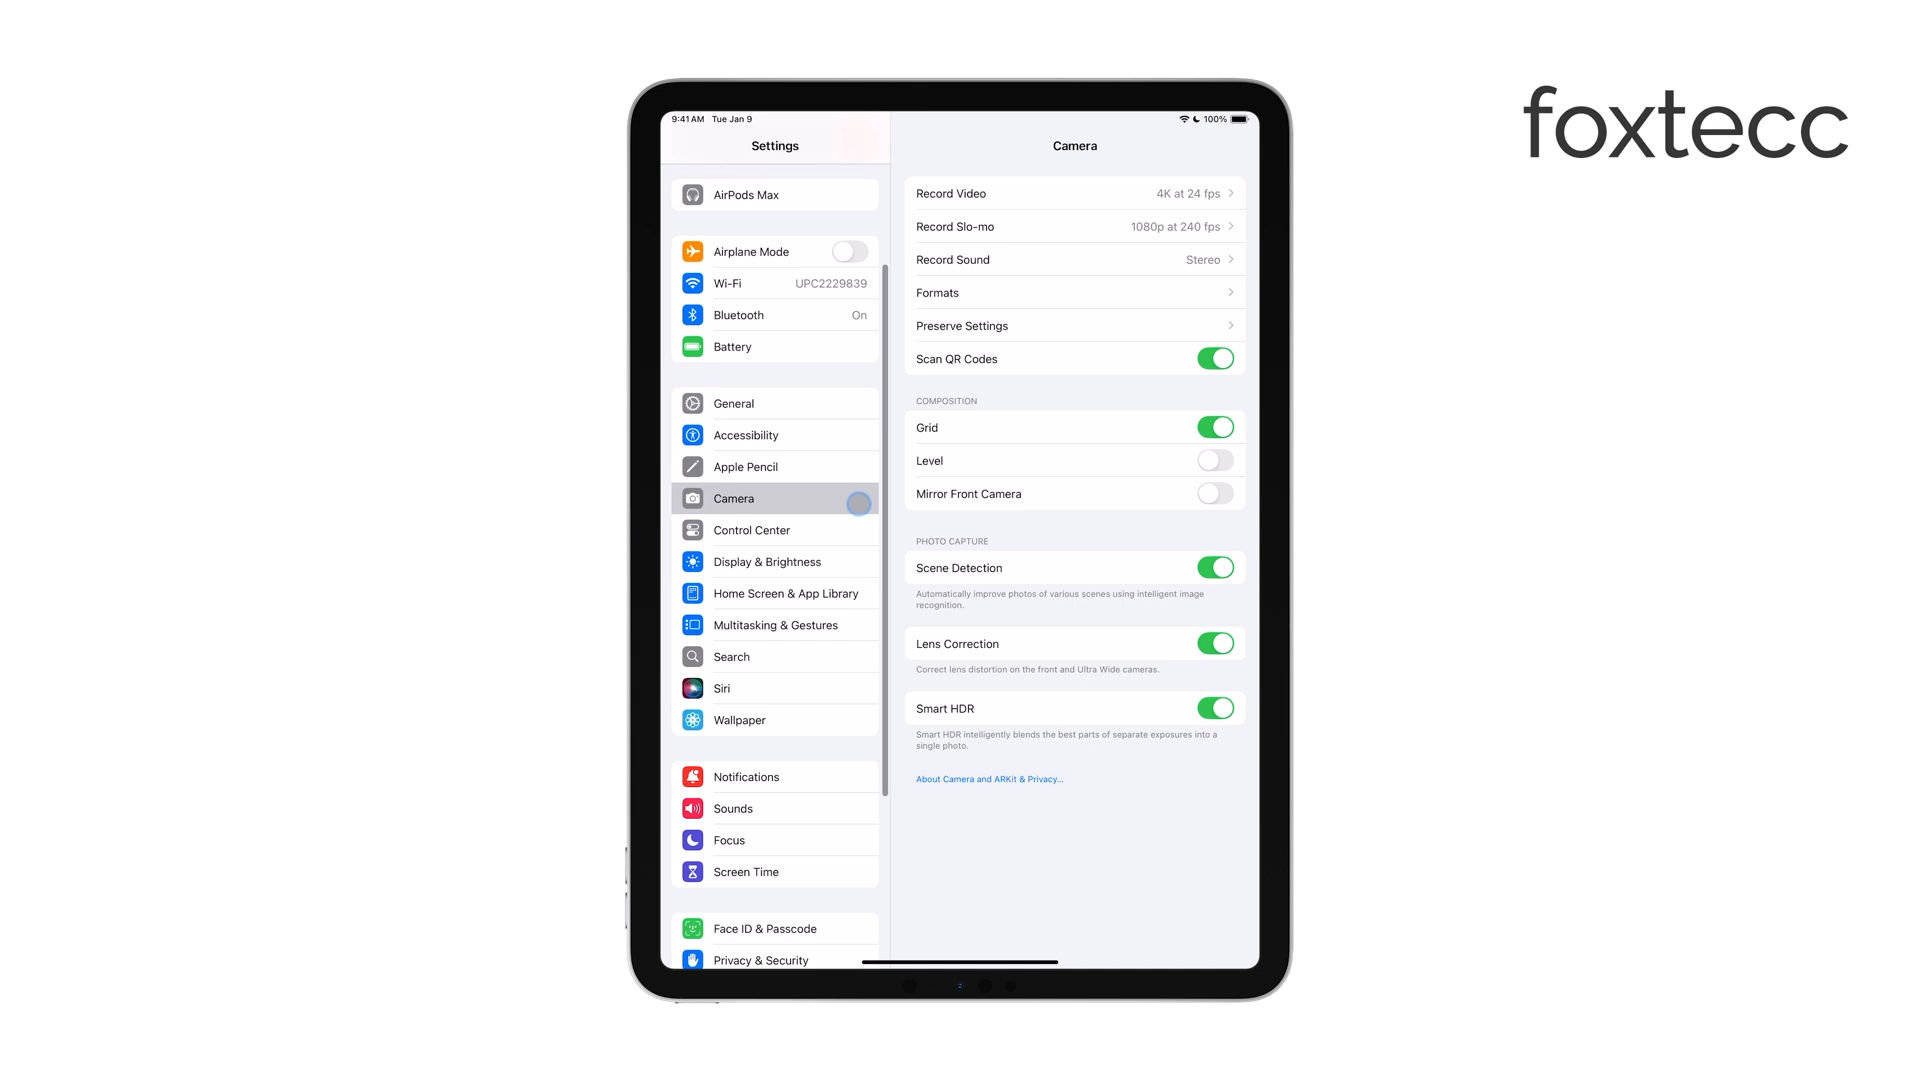 foxtecc
9:41 AM Tue Jan 9
100%
Settings
AirPods Max
Airplane Mode
Wi-Fi UPC2229839
Bluetooth On
Battery
General
Accessibility
Apple Pencil
Camera
Control Center
Display & Brightness
Home Screen & App Library
Multitasking & Gestures
Search
Siri
Wallpaper
Notifications
Sounds
Focus
Screen Time
Face ID & Passcode
Privacy & Security
Camera
Record Video 4K at 24 fps
Record Slo-mo 1080p at 240 fps
Record Sound Stereo
Formats
Preserve Settings
Scan QR Codes
COMPOSITION
Grid
Level
Mirror Front Camera
PHOTO CAPTURE
Scene Detection
Automatically improve photos of various scenes using intelligent image
recognition.
Lens Correction
Correct lens distortion on the front and Ultra Wide cameras.
Smart HDR
Smart HDR intelligently blends the best parts of separate exposures into a
single photo.
About Camera and ARKit & Privacy...